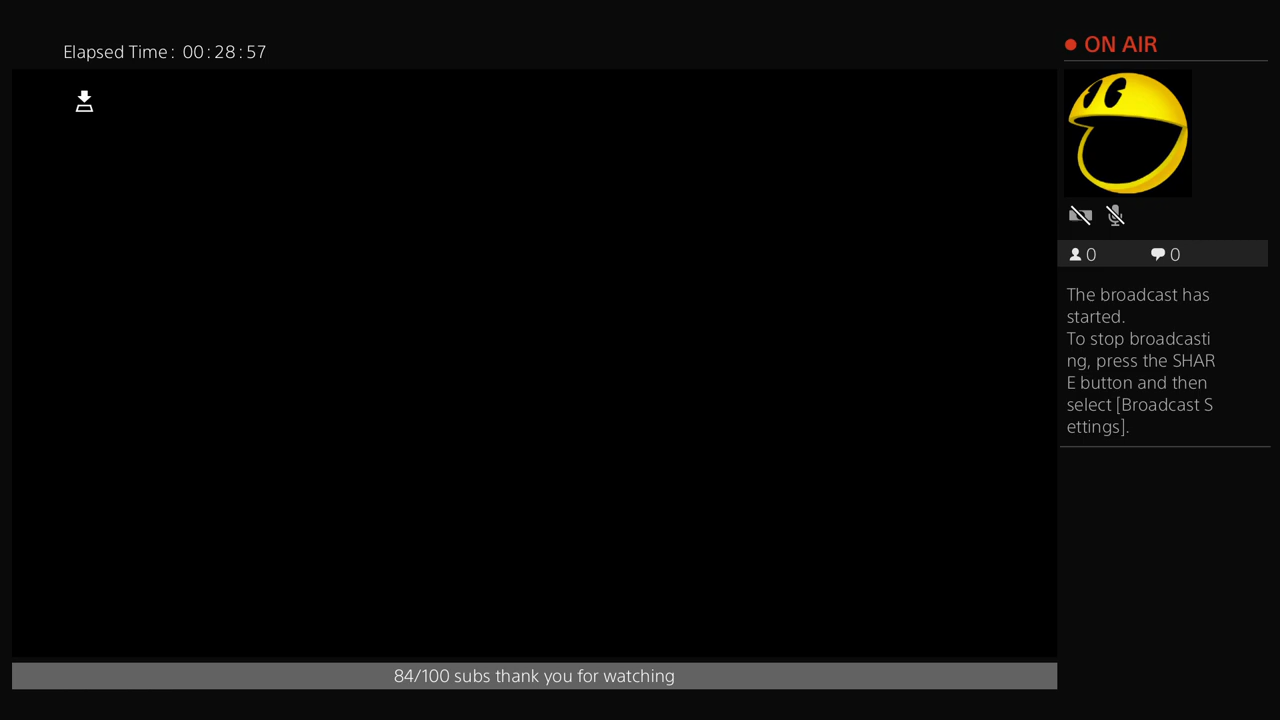 Elapsed Time: 00:28:57
ON AIR
0 0
The broadcast has
started.
To stop broadcasti
ng, press the SHAR
E button and then
select [Broadcast S
ettings].
84/100 subs thank you for watching